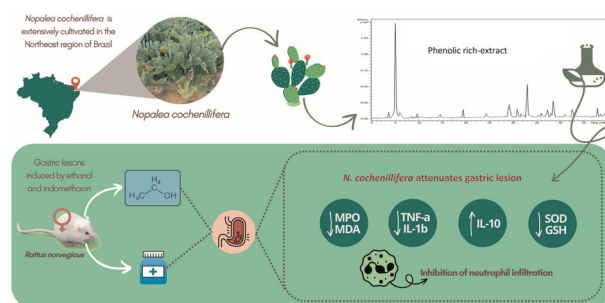 Nopalea cochenillifera is
extensively cultivated in the
Northeast region of Brazil
Nopalea cochenillifera
Phenolic rich-extract
Gastric lesions
induced by ethanol
and indomethacin
CH₃
H₃C
OH
Rattus norvegicus
N. cochenillifera attenuates gastric lesion
↓ MPO
MDA
↓ TNF-a
IL-1b
↑ IL-10
↓ SOD
GSH
Inhibition of neutrophil infiltration